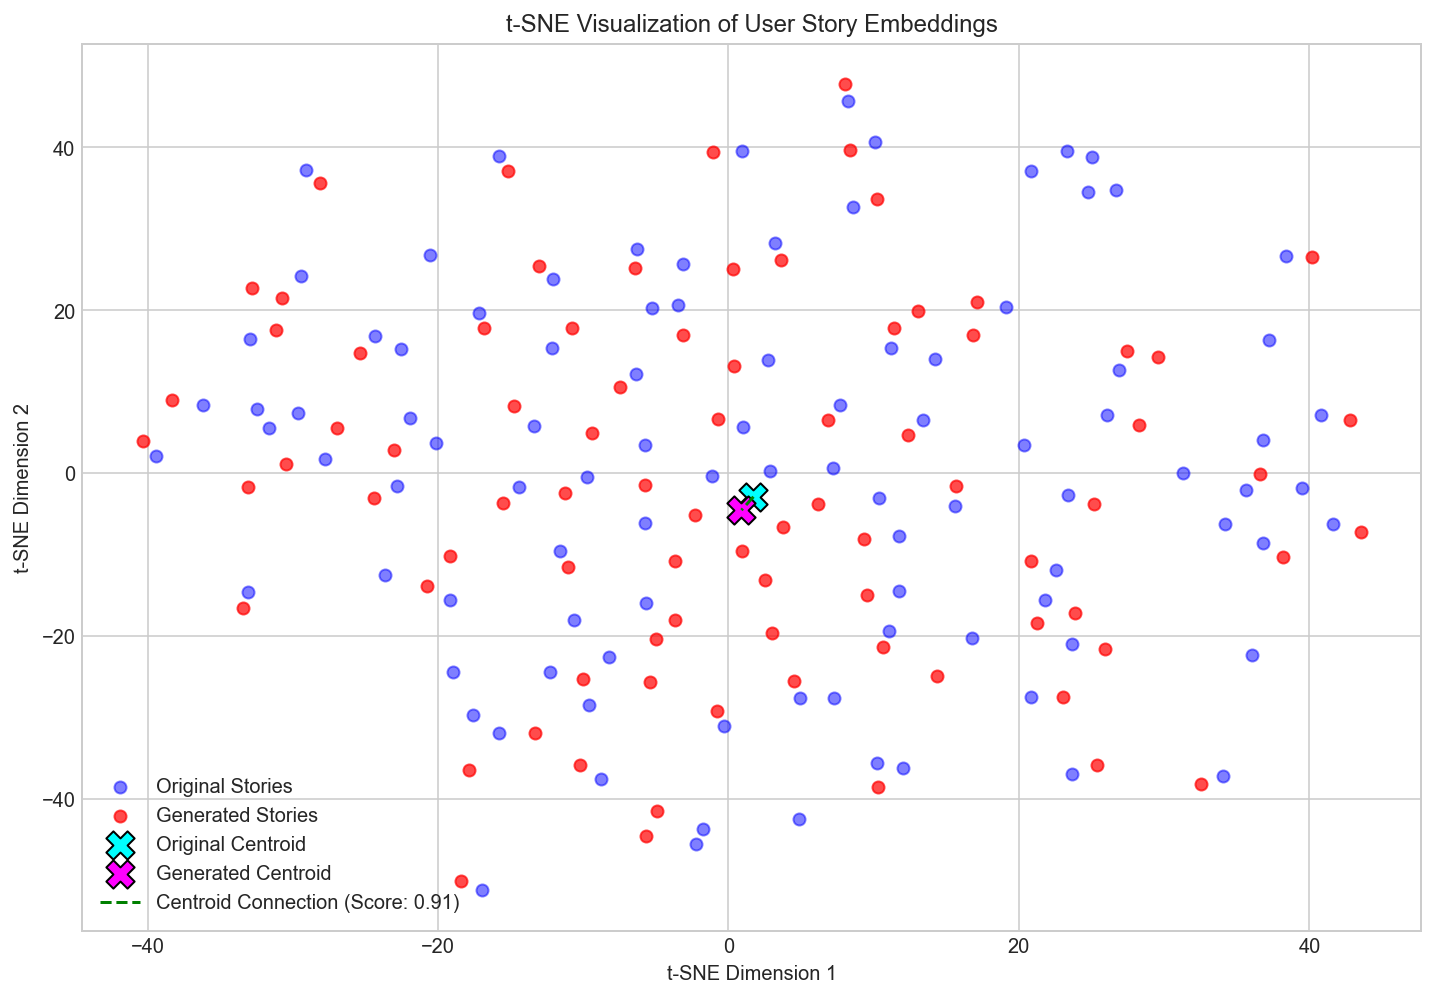 t-SNE Visualization of User Story Embeddings
t-SNE Dimension 2
40
20
0
−20
−40
Original Stories
Generated Stories
Original Centroid
Generated Centroid
Centroid Connection (Score: 0.91)
−40
−20
0
20
40
t-SNE Dimension 1